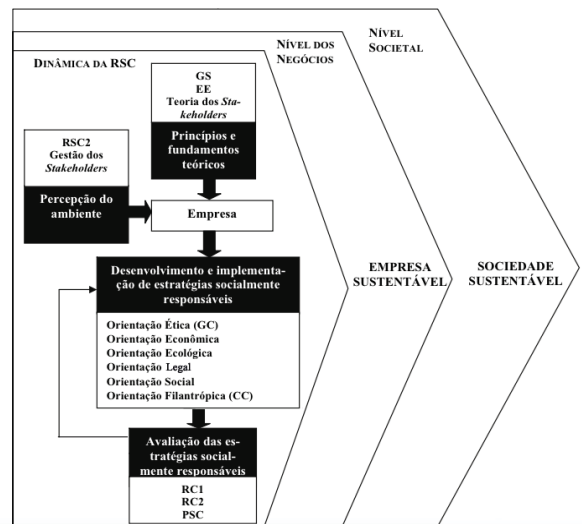 NÍVEL
SOCIETAL
NÍVEL DOS
NEGÓCIOS
DINÂMICA DA RSC
GS
EE
Teoria dos Sta-
keholders
Princípios e
fundamentos
teóricos
RSC2
Gestão dos
Stakeholders
Percepção do
ambiente
Empresa
Desenvolvimento e implementa-
ção de estratégias socialmente
responsáveis
Orientação Ética (GC)
Orientação Econômica
Orientação Ecológica
Orientação Legal
Orientação Social
Orientação Filantrópica (CC)
Avaliação das es-
tratégias social-
mente responsáveis
RC1
RC2
PSC
EMPRESA
SUSTENTÁVEL
SOCIEDADE
SUSTENTÁVEL